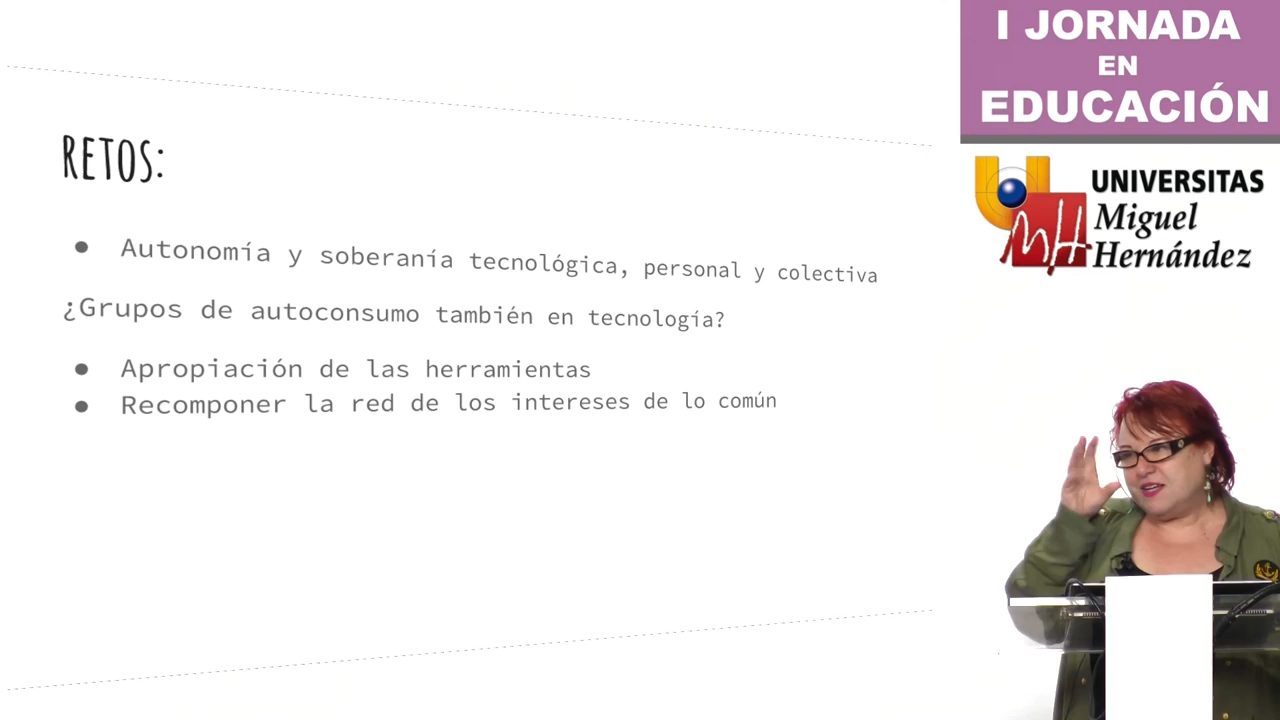 I JORNADA
EN
EDUCACIÓN
UNIVERSITAS
Miguel
Hernández
RETOS:
● Autonomía y soberanía tecnológica, personal y colectiva
¿Grupos de autoconsumo también en tecnología?
● Apropiación de las herramientas
● Recomponer la red de los intereses de lo común